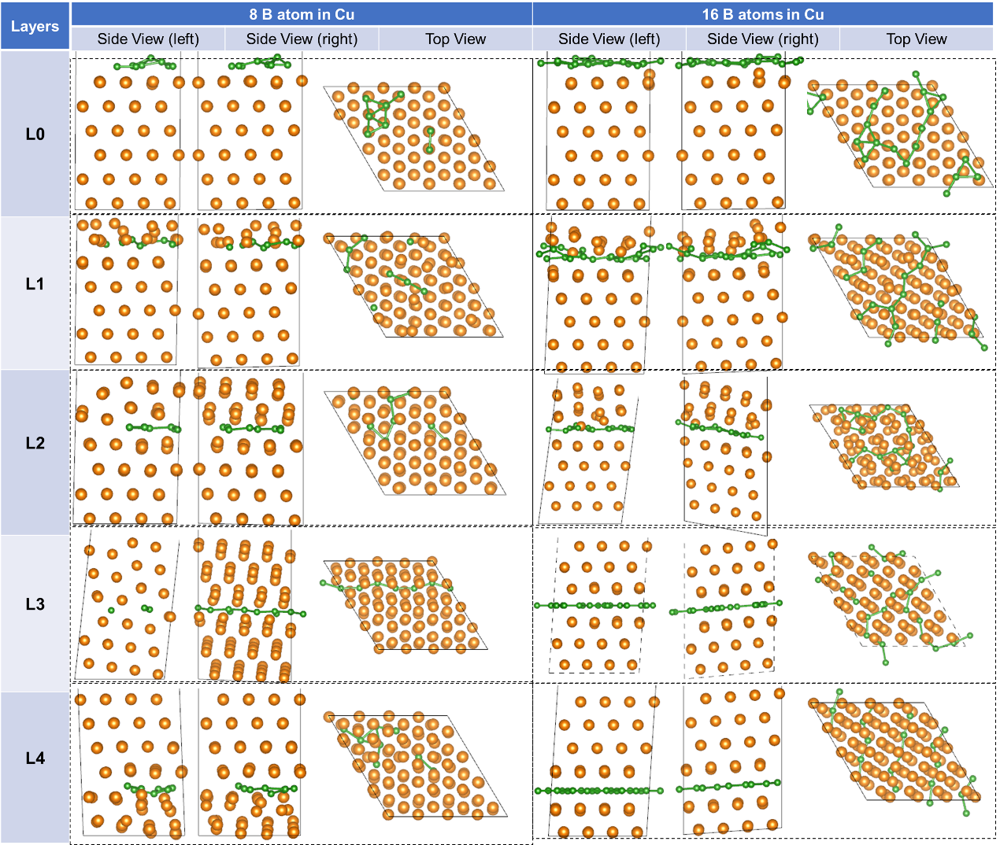 Layers
8 B atom in Cu
16 B atoms in Cu
Side View (left)
Side View (right)
Top View
Side View (left)
Side View (right)
Top View
L0
L1
L2
L3
L4